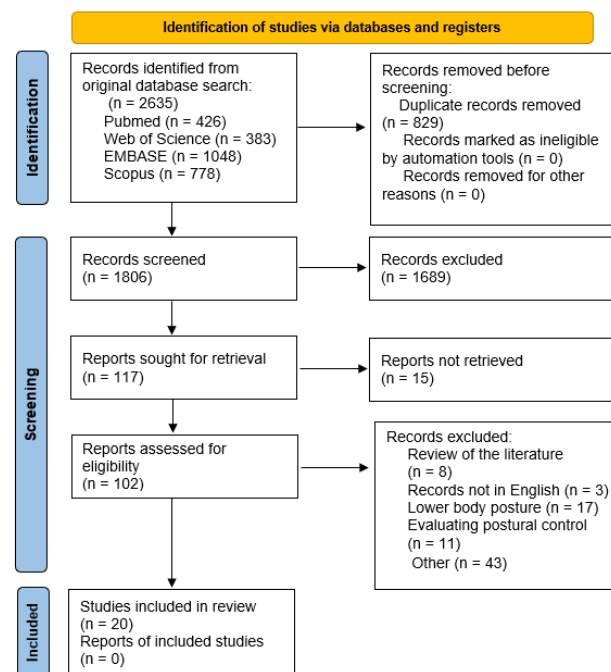 Identification of studies via databases and registers
Identification
Records identified from
original database search:
(n = 2635)
Pubmed = 426)
Web of Science = 383)
EMBASE = 1048)
Scopus = 778)
Records removed before
screening:
Duplicate records removed
(n = 829)
Records marked as ineligible
by automation tools (n = 0)
Records removed for other
reasons (n = 0)
Screening
Records screened
(n = 1806)
Records excluded
(n = 1689)
Reports sought for retrieval
(n = 117)
Reports not retrieved
(n = 15)
Reports assessed for
eligibility
(n = 102)
Records excluded:
Review of the literature
(n = 8)
Records not in English (n = 3)
Lower body posture (n = 17)
Evaluating postural control
(n = 11)
Other (n = 43)
Included
Studies included in review
(n = 20)
Reports of included studies
(n = 0)